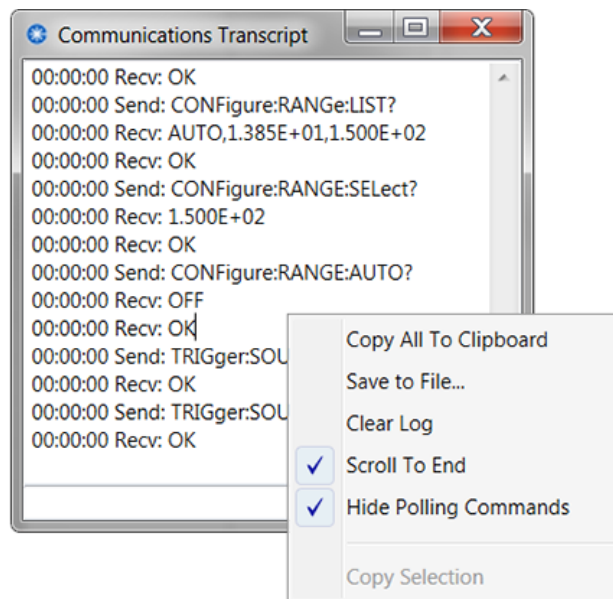 Communications Transcript
00:00:00 Recv: OK
00:00:00 Send: CONFigure:RANGe:LIST?
00:00:00 Recv: AUTO,1.385E+01,1.500E+02
00:00:00 Recv: OK
00:00:00 Send: CONFigure:RANGE:SELect?
00:00:00 Recv: 1.500E+02
00:00:00 Recv: OK
00:00:00 Send: CONFigure:RANGE:AUTO?
00:00:00 Recv: OFF
00:00:00 Recv: OK
00:00:00 Send: TRIGger:SOU
00:00:00 Recv: OK
00:00:00 Send: TRIGger:SOU
00:00:00 Recv: OK
Copy All To Clipboard
Save to File...
Clear Log
Scroll To End
Hide Polling Commands
Copy Selection